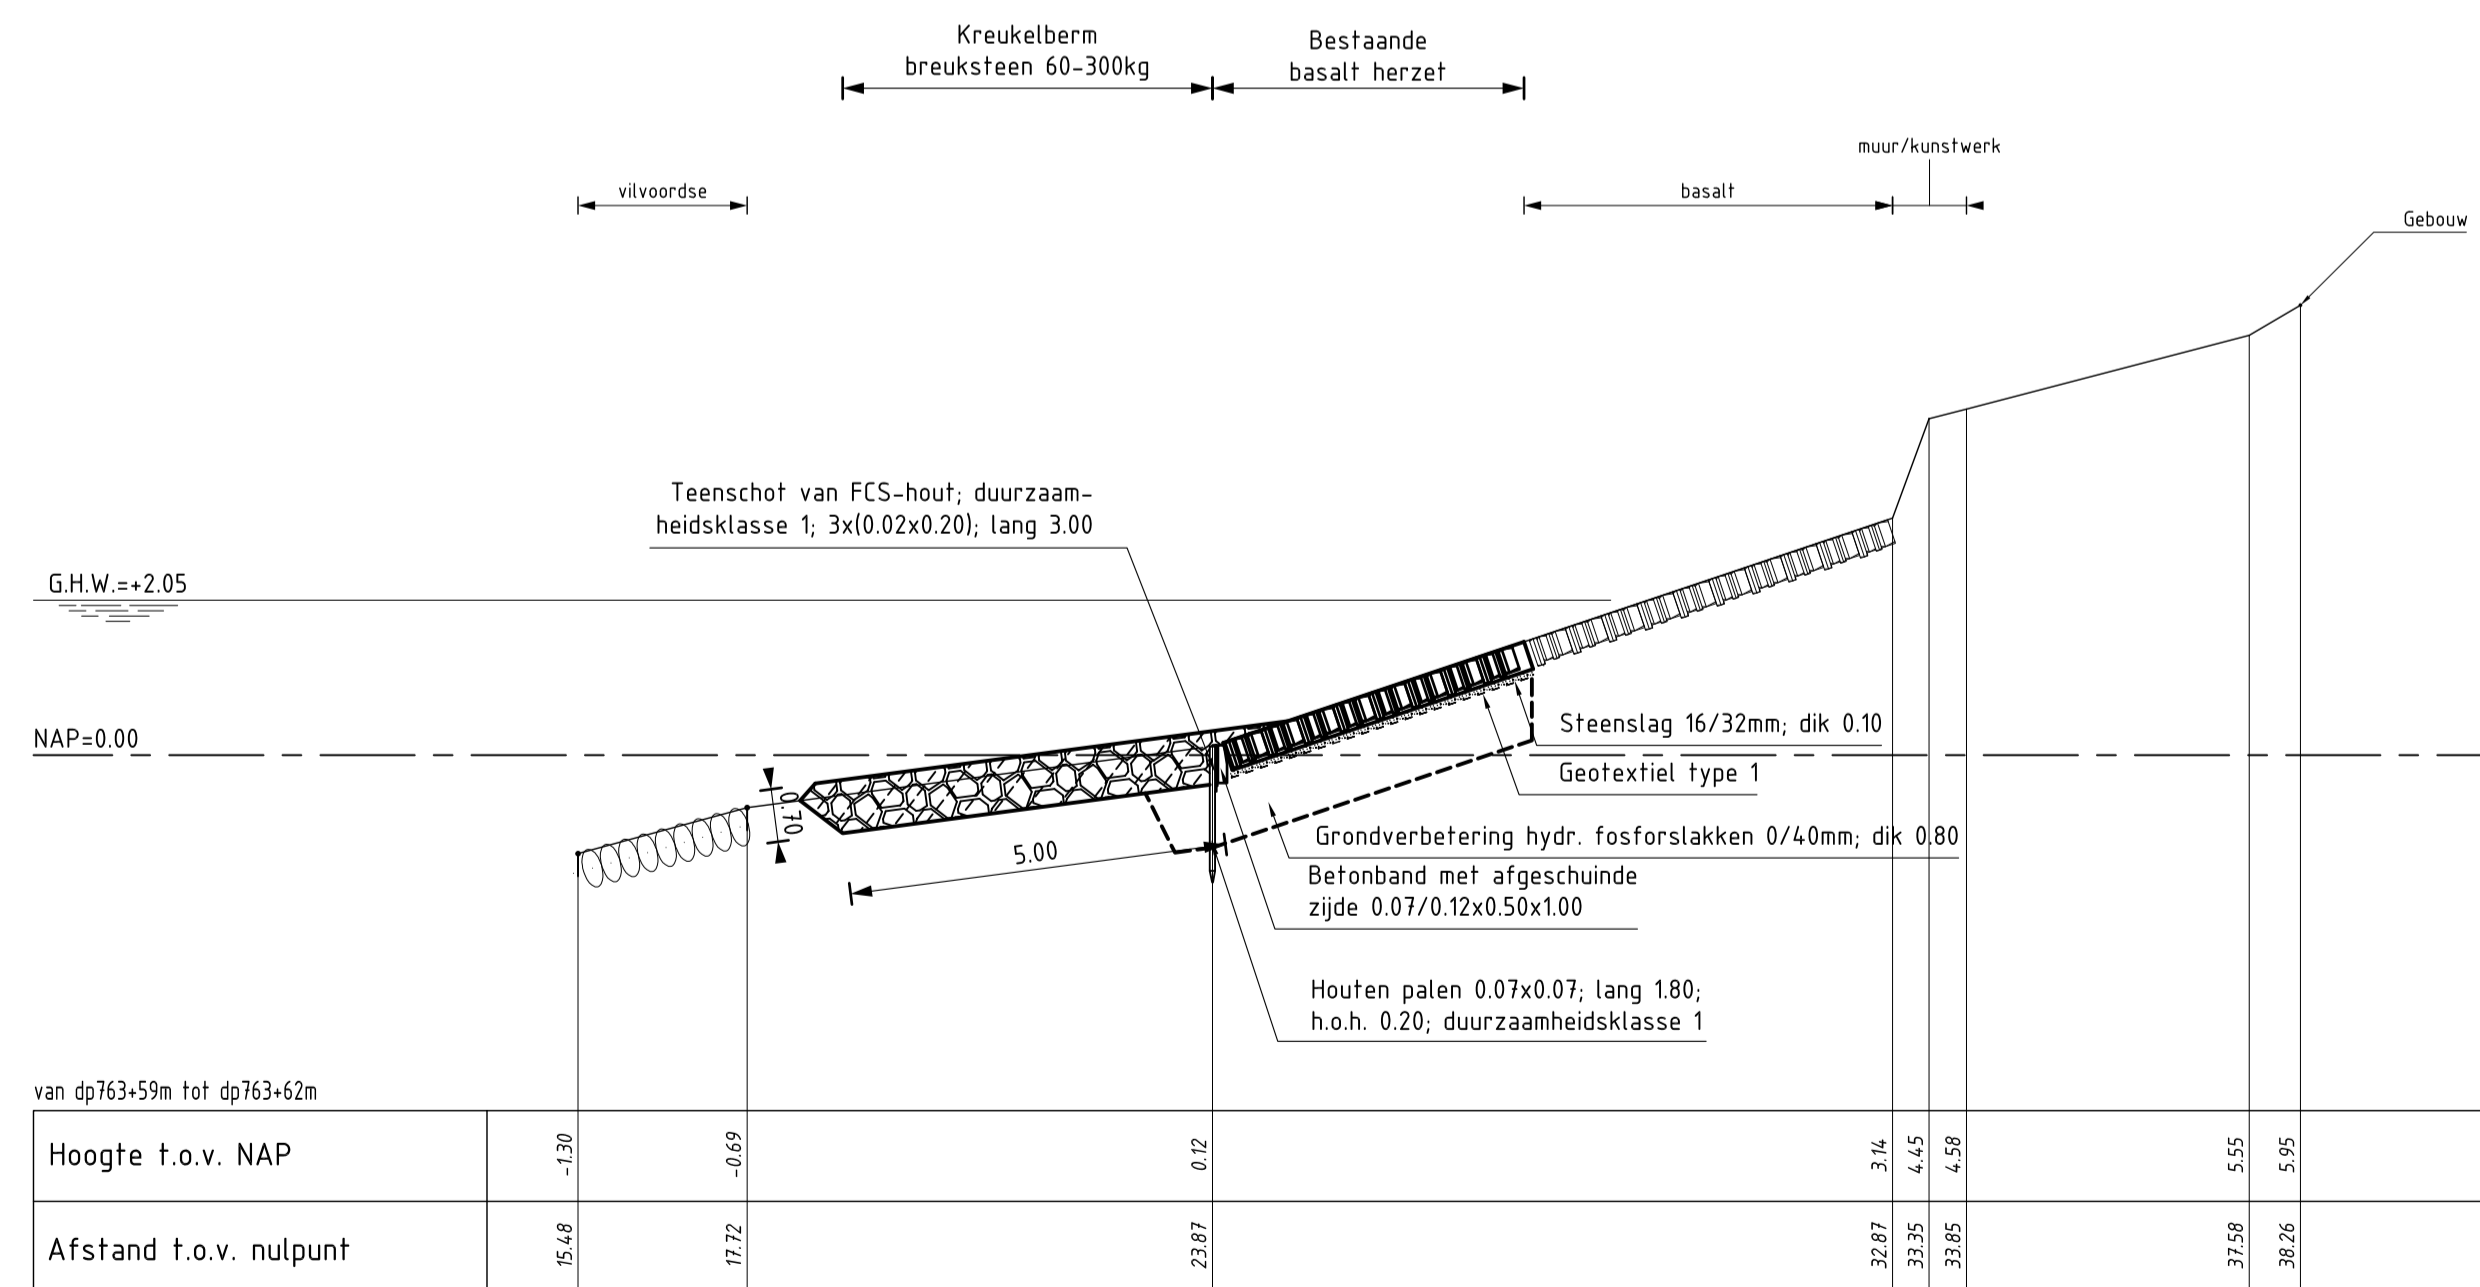 Kreukelberm
breuksteen 60-300kg
Bestaande
basalt herzet
muur/kunstwerk
vilvoordse
basalt
Gebouw
Teenschot van FCS-hout; duurzaam-
heidsklasse 1; 3x(0.02x0.20); lang 3.00
G.H.W.=+2.05
NAP=0.00
Steenslag 16/32mm; dik 0.10
Geotextiel type 1
0.70
5.00
Grondverbetering hydr. fosforslakken 0/40mm; dik 0.80
Betonband met afgeschuinde
zijde 0.07/0.12x0.50x1.00
Houten palen 0.07x0.07; lang 1.80;
h.o.h. 0.20; duurzaamheidsklasse 1
van dp763+59m tot dp763+62m
Hoogte t.o.v. NAP -1.30 -0.69 0.12 3.14 4.45 4.58 5.55 5.95
Afstand t.o.v. nulpunt 15.48 17.72 23.87 32.87 33.35 33.85 37.58 38.26